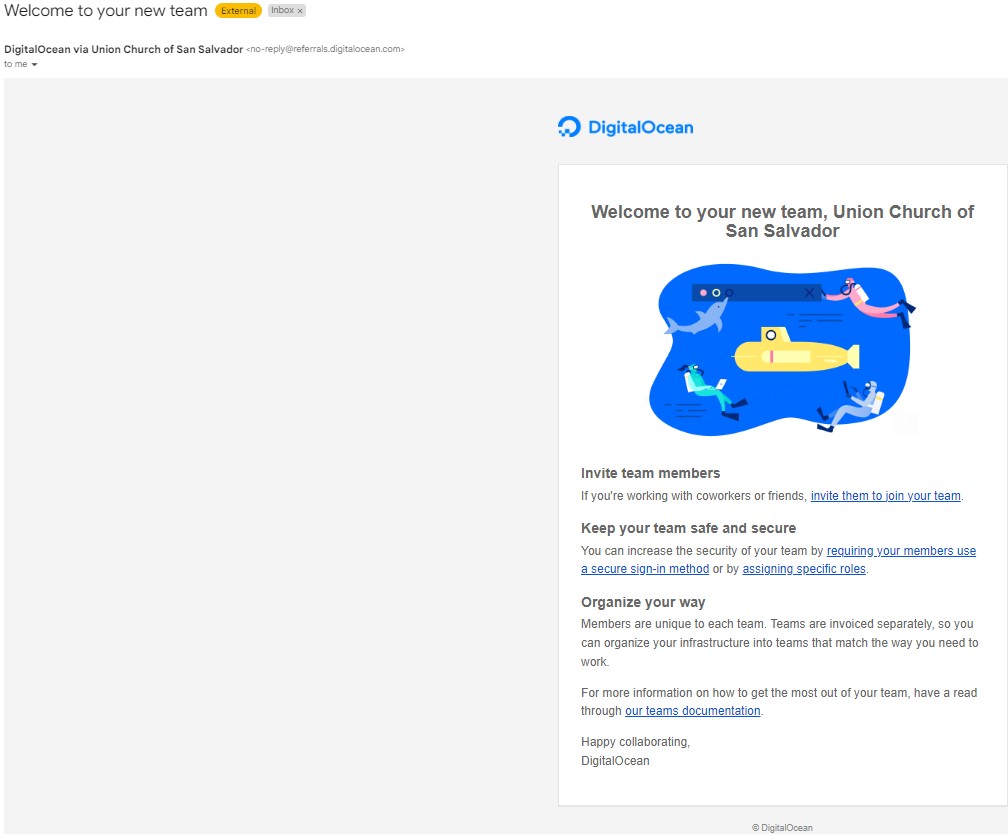 Welcome to your new team External Inbox ×
DigitalOcean via Union Church of San Salvador <no-reply@referrals.digitalocean.com>
to me
DigitalOcean
Welcome to your new team, Union Church of
San Salvador
Invite team members
If you're working with coworkers or friends, invite them to join your team.
Keep your team safe and secure
You can increase the security of your team by requiring your members use
a secure sign-in method or by assigning specific roles.
Organize your way
Members are unique to each team. Teams are invoiced separately, so you
can organize your infrastructure into teams that match the way you need to
work.
For more information on how to get the most out of your team, have a read
through our teams documentation.
Happy collaborating,
DigitalOcean
© DigitalOcean